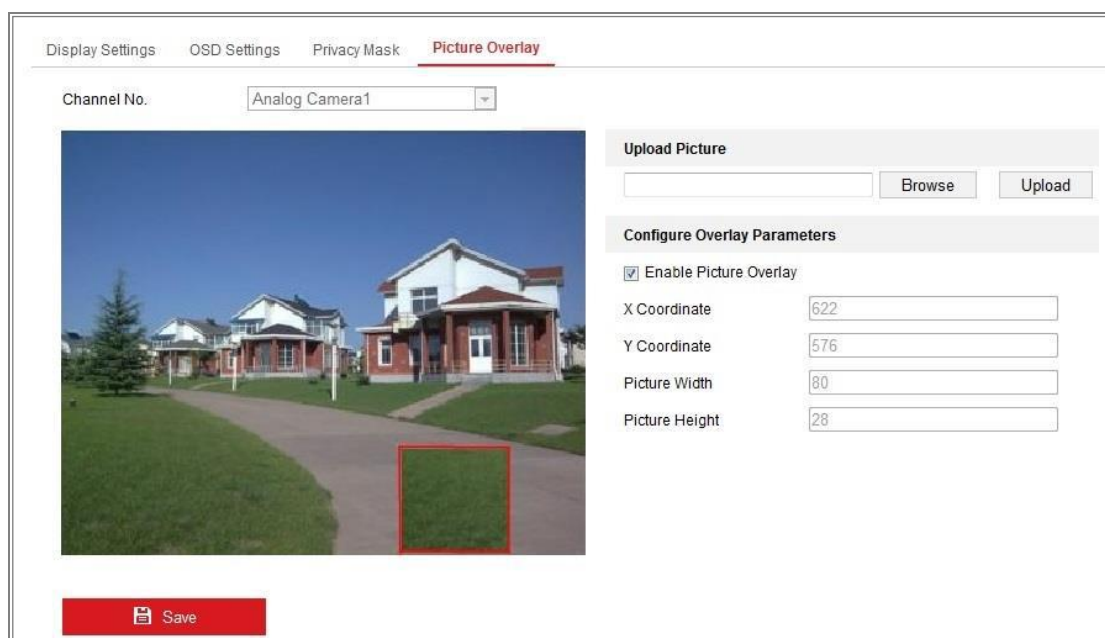 Display Settings OSD Settings Privacy Mask Picture Overlay
Channel No. Analog Camera1
Upload Picture
Browse Upload
Configure Overlay Parameters
Enable Picture Overlay
X Coordinate 622
Y Coordinate 576
Picture Width 80
Picture Height 28
Save